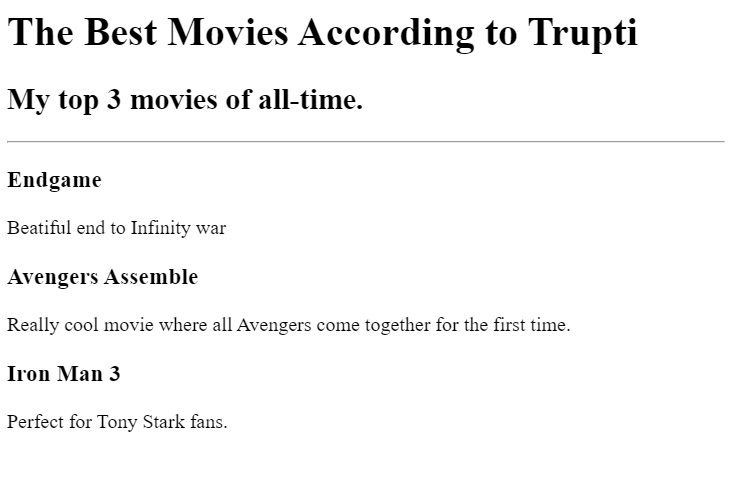 The Best Movies According to Trupti
My top 3 movies of all-time.
Endgame
Beatiful end to Infinity war
Avengers Assemble
Really cool movie where all Avengers come together for the first time.
Iron Man 3
Perfect for Tony Stark fans.